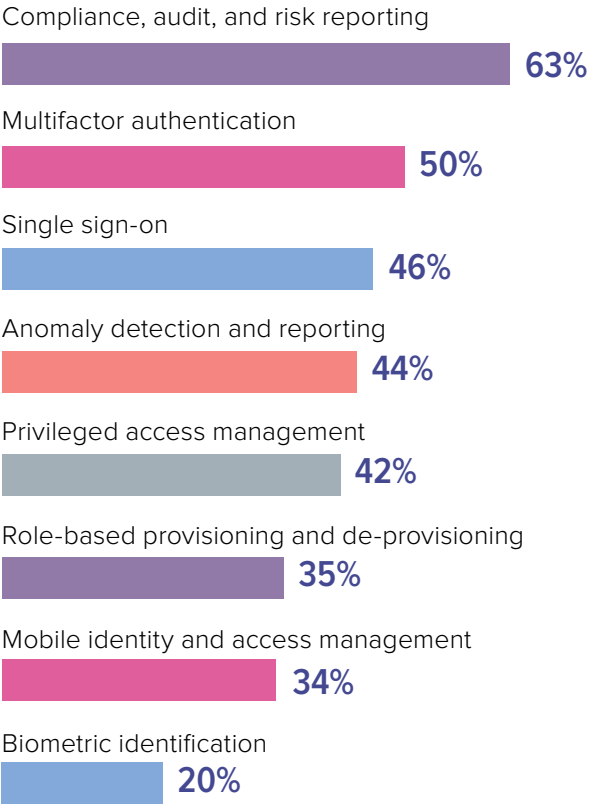 Compliance, audit, and risk reporting
63%
Multifactor authentication
50%
Single sign-on
46%
Anomaly detection and reporting
44%
Privileged access management
42%
Role-based provisioning and de-provisioning
35%
Mobile identity and access management
34%
Biometric identification
20%